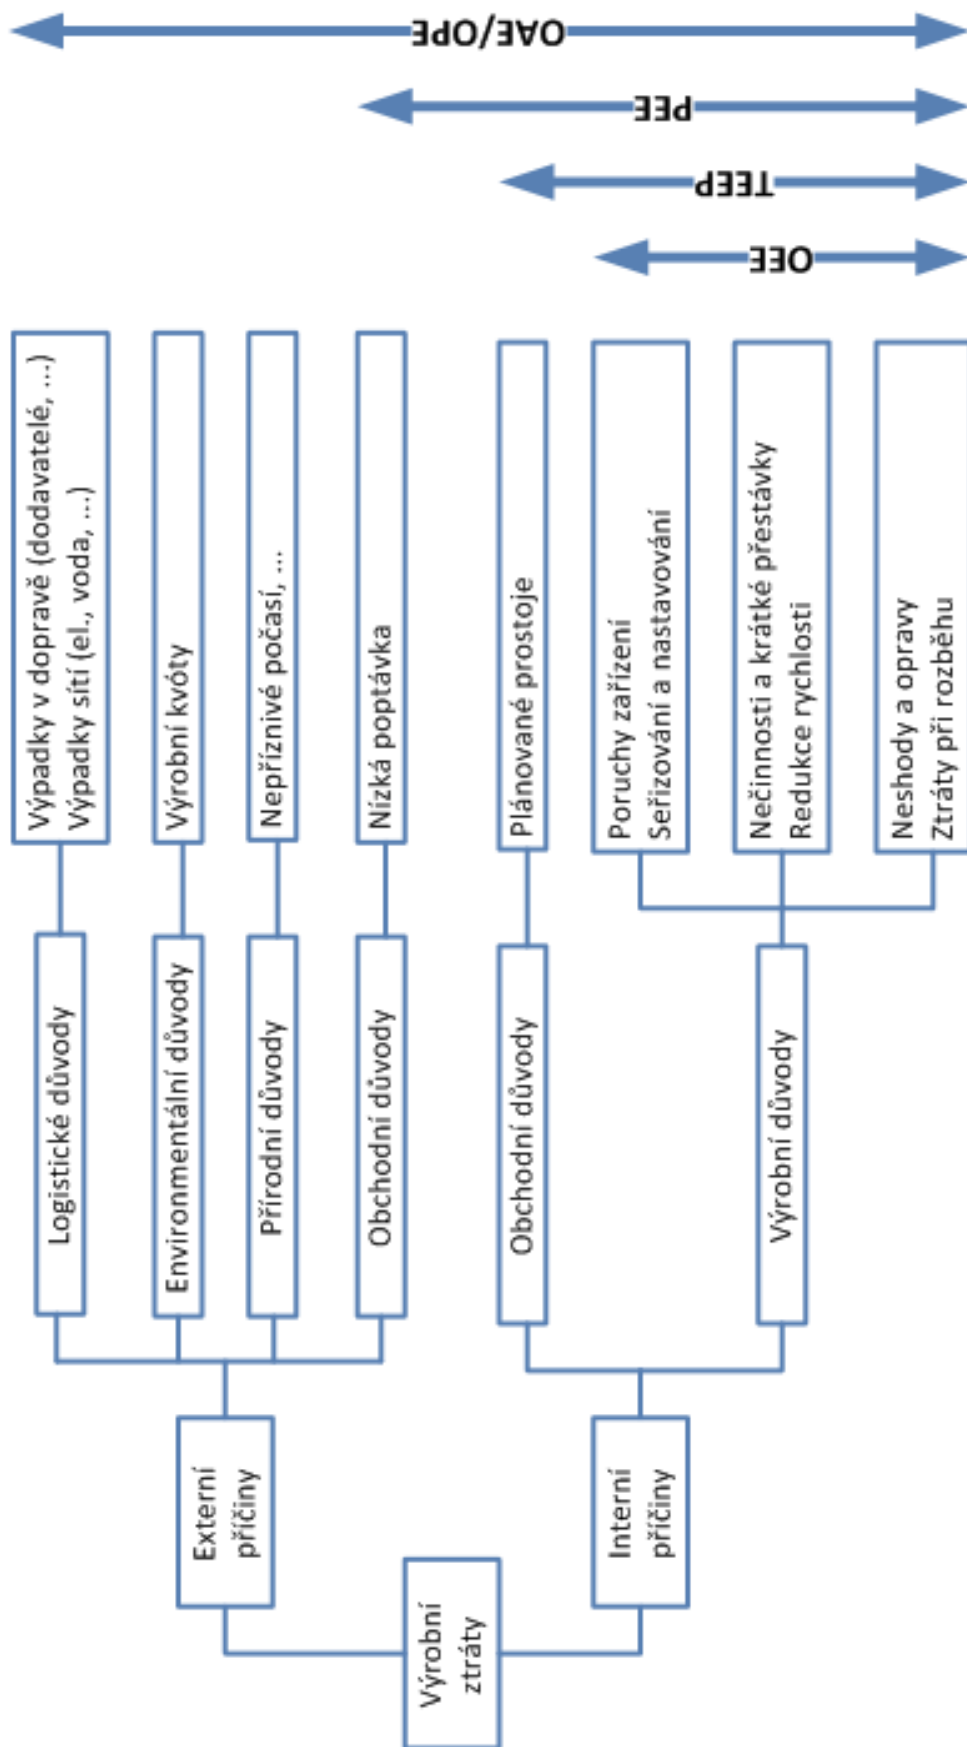 Výrobní
ztráty
Externí
příčiny
Interní
příčiny
Logistické důvody
Environmentální důvody
Přírodní důvody
Obchodní důvody
Obchodní důvody
Výrobní důvody
Výpadky v dopravě (dodavatelé, ...)
Výpadky sítí (el., voda, ...)
Výrobní kvóty
Nepříznivé počasí, ...
Nízká poptávka
Plánované prostoje
Poruchy zařízení
Seřizování a nastavování
Nečinnosti a krátké přestávky
Redukce rychlosti
Neshody a opravy
Ztráty při rozběhu
OEE
TEEP
PEE
OAE/OPE